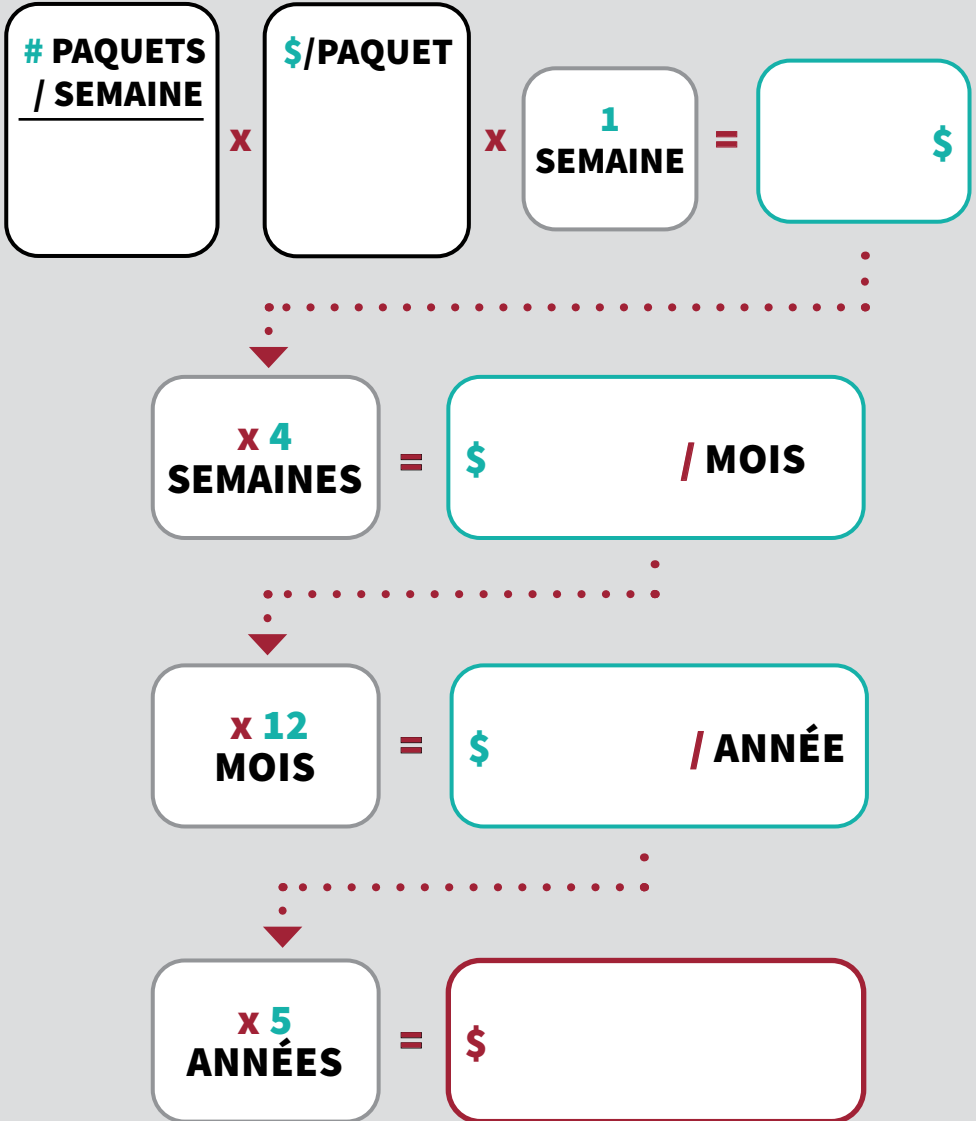 # PAQUETS
/ SEMAINE
x
$/PAQUET
x
1
SEMAINE
=
$
x 4
SEMAINES
=
$ / MOIS
x 12
MOIS
=
$ / ANNÉE
x 5
ANNÉES
=
$